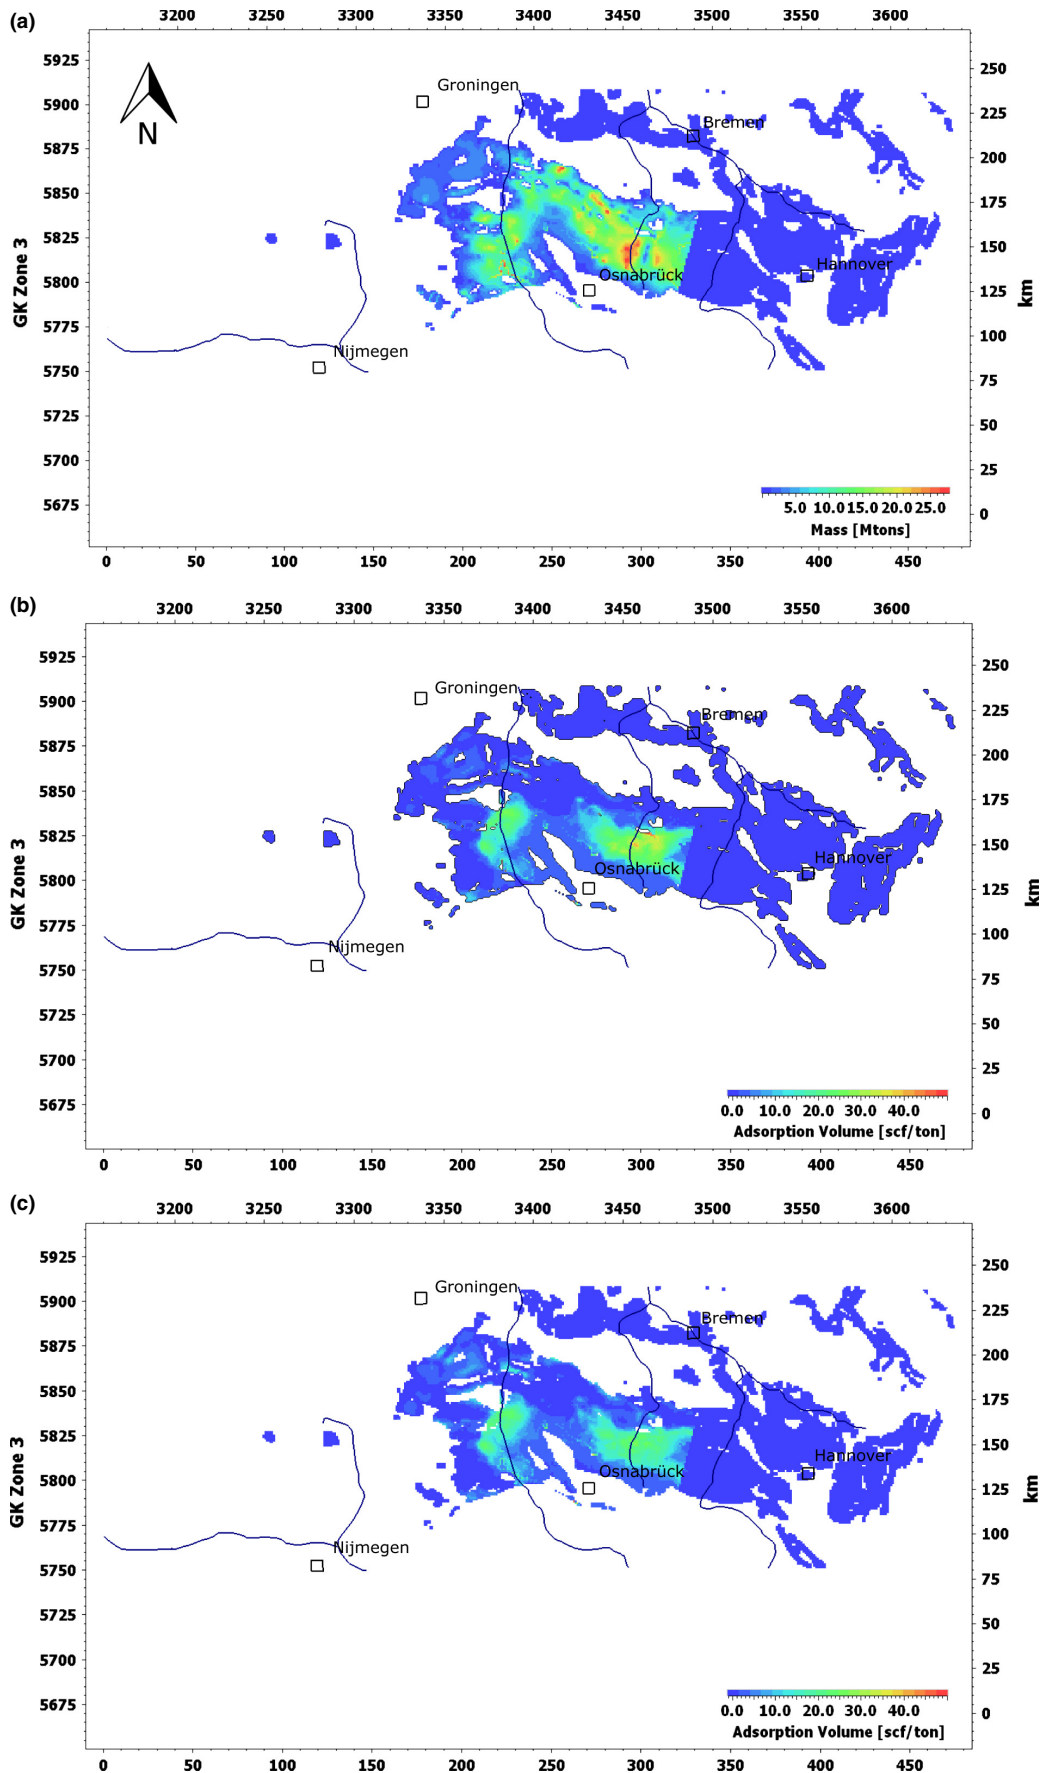 (a)
3200 3250 3300 3350 3400 3450 3500 3550 3600
5925 250
Groningen
5900 225
N Bremen
5875 200
5850 175
5825 150
GK Zone 3
Hannover
Osnabrück
5800 125
km
5775 100
Nijmegen
5750 75
5725 50
5700 25
5.0 10.0 15.0 20.0 25.0
5675 0
Mass [Mtons]
0 50 100 150 200 250 300 350 400 450
(b)
3200 3250 3300 3350 3400 3450 3500 3550 3600
5925 250
Groningen
5900 225
Bremen
5875 200
5850 175
5825 150
GK Zone 3
Hannover
Osnabrück
5800 125
km
5775 100
Nijmegen
5750 75
5725 50
5700 25
5675 0
0.0 10.0 20.0 30.0 40.0
Adsorption Volume [scf/ton]
0 50 100 150 200 250 300 350 400 450
(c)
3200 3250 3300 3350 3400 3450 3500 3550 3600
5925 250
Groningen
5900 225
Bremen
5875 200
5850 175
5825 150
GK Zone 3
Hannover
Osnabrück
5800 125
km
5775 100
Nijmegen
5750 75
5725 50
5700 25
5675 0
0.0 10.0 20.0 30.0 40.0
Adsorption Volume [scf/ton]
0 50 100 150 200 250 300 350 400 450